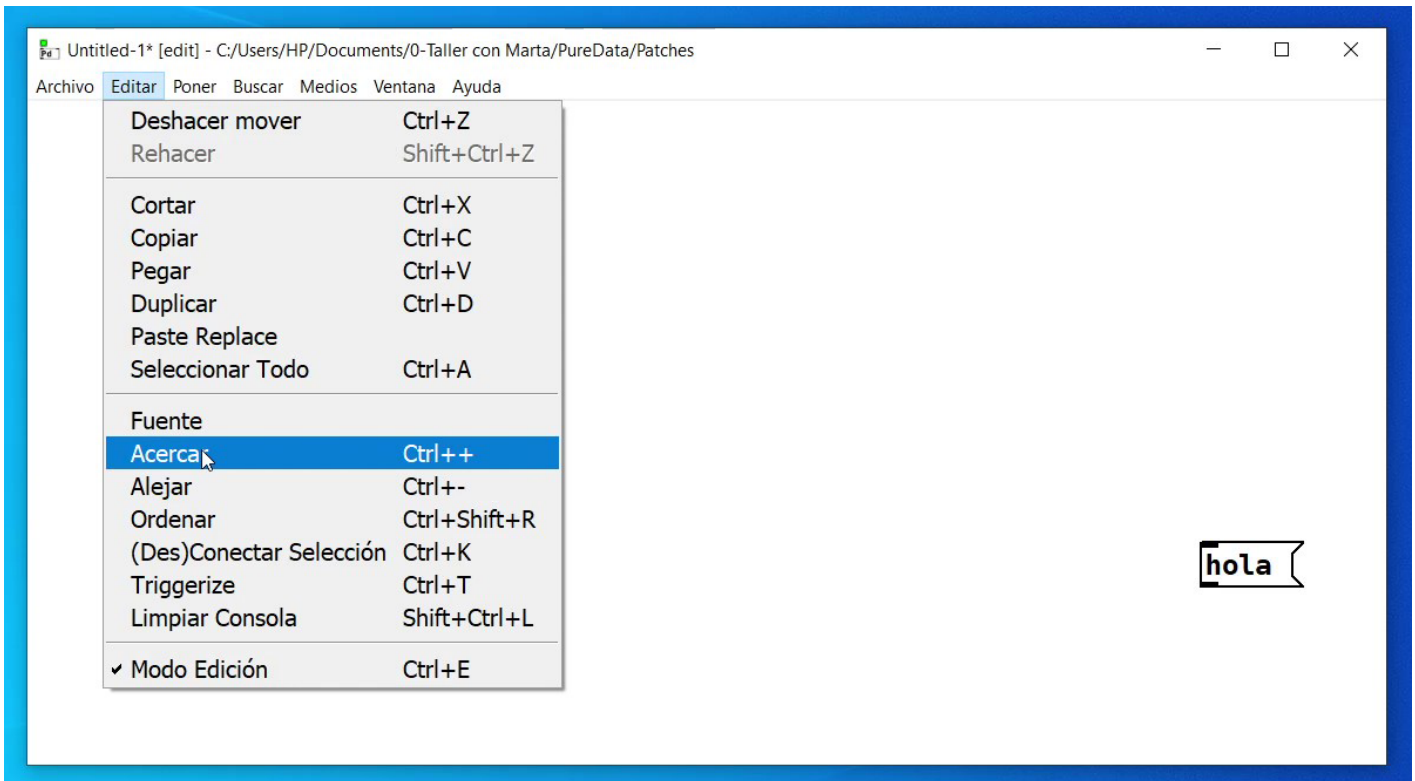 Untitled-1* [edit] - C:/Users/HP/Documents/0-Taller con Marta/PureData/Patches
Archivo Editar Poner Buscar Medios Ventana Ayuda
Deshacer mover Ctrl+Z
Rehacer Shift+Ctrl+Z
Cortar Ctrl+X
Copiar Ctrl+C
Pegar Ctrl+V
Duplicar Ctrl+D
Paste Replace
Seleccionar Todo Ctrl+A
Fuente
Acercar Ctrl++
Alejar Ctrl+-
Ordenar Ctrl+Shift+R
(Des)Conectar Selección Ctrl+K
Triggerize Ctrl+T
Limpiar Consola Shift+Ctrl+L
Modo Edición Ctrl+E
hola